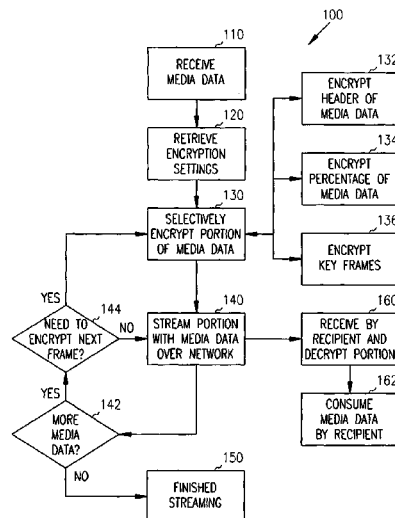 100
110
RECEIVE
MEDIA DATA
120
RETRIEVE
ENCRYPTION
SETTINGS
130
SELECTIVELY
ENCRYPT PORTION
OF MEDIA DATA
132
ENCRYPT
HEADER OF
MEDIA DATA
134
ENCRYPT
PERCENTAGE OF
MEDIA DATA
136
ENCRYPT
KEY FRAMES
YES
144
NEED TO
ENCRYPT NEXT
FRAME?
NO
140
STREAM PORTION
WITH MEDIA DATA
OVER NETWORK
160
RECEIVE BY
RECIPIENT AND
DECRYPT PORTION
YES
142
MORE
MEDIA
DATA?
NO
162
CONSUME
MEDIA DATA
BY RECIPIENT
150
FINISHED
STREAMING